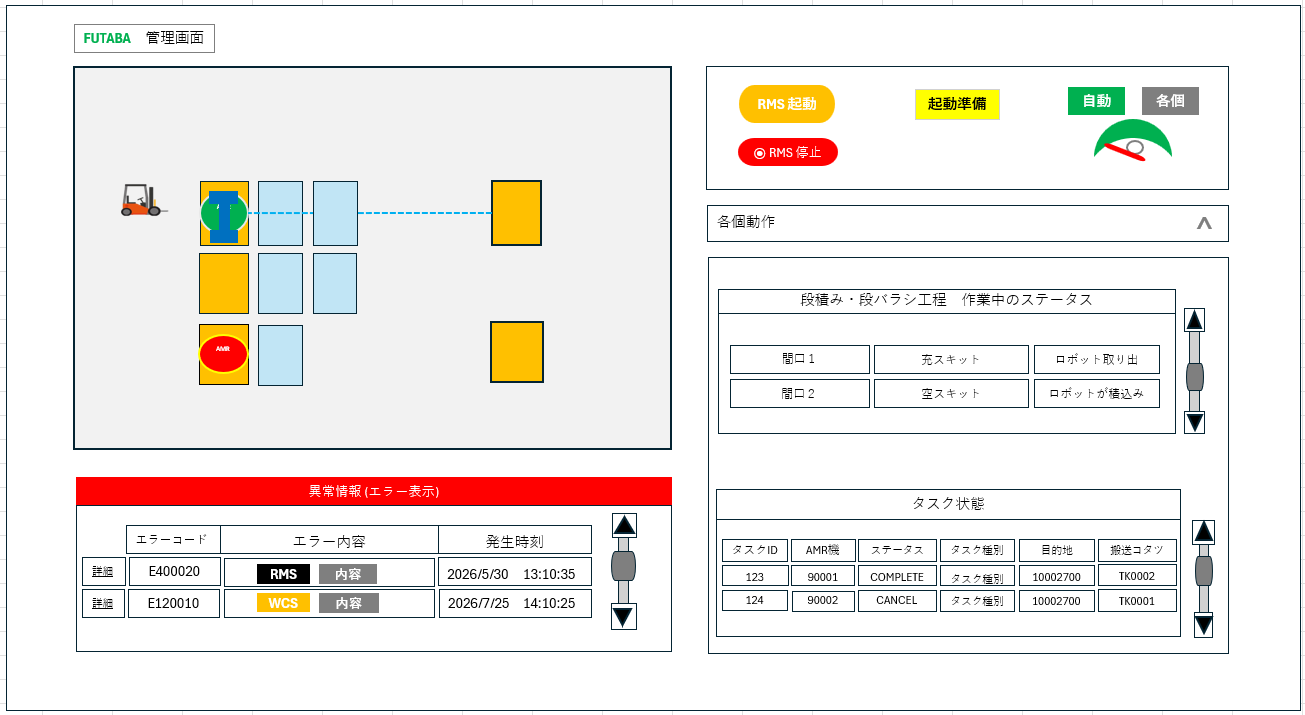 FUTABA 管理画面
RMS 起動
起動準備
自動
各個
RMS 停止
各個動作
段積み・段バラシ工程　作業中のステータス
間口１
充スキット
ロボット取り出
間口２
空スキット
ロボットが積込み
AMR
異常情報 (エラー表示)
エラーコード エラー内容 発生時刻
詳細 E400020 RMS 内容 2026/5/30 13:10:35
詳細 E120010 WCS 内容 2026/7/25 14:10:25
タスク状態
タスクID AMR機 ステータス タスク種別 目的地 搬送コタツ
123 90001 COMPLETE タスク種別 10002700 TK0002
124 90002 CANCEL タスク種別 10002700 TK0001